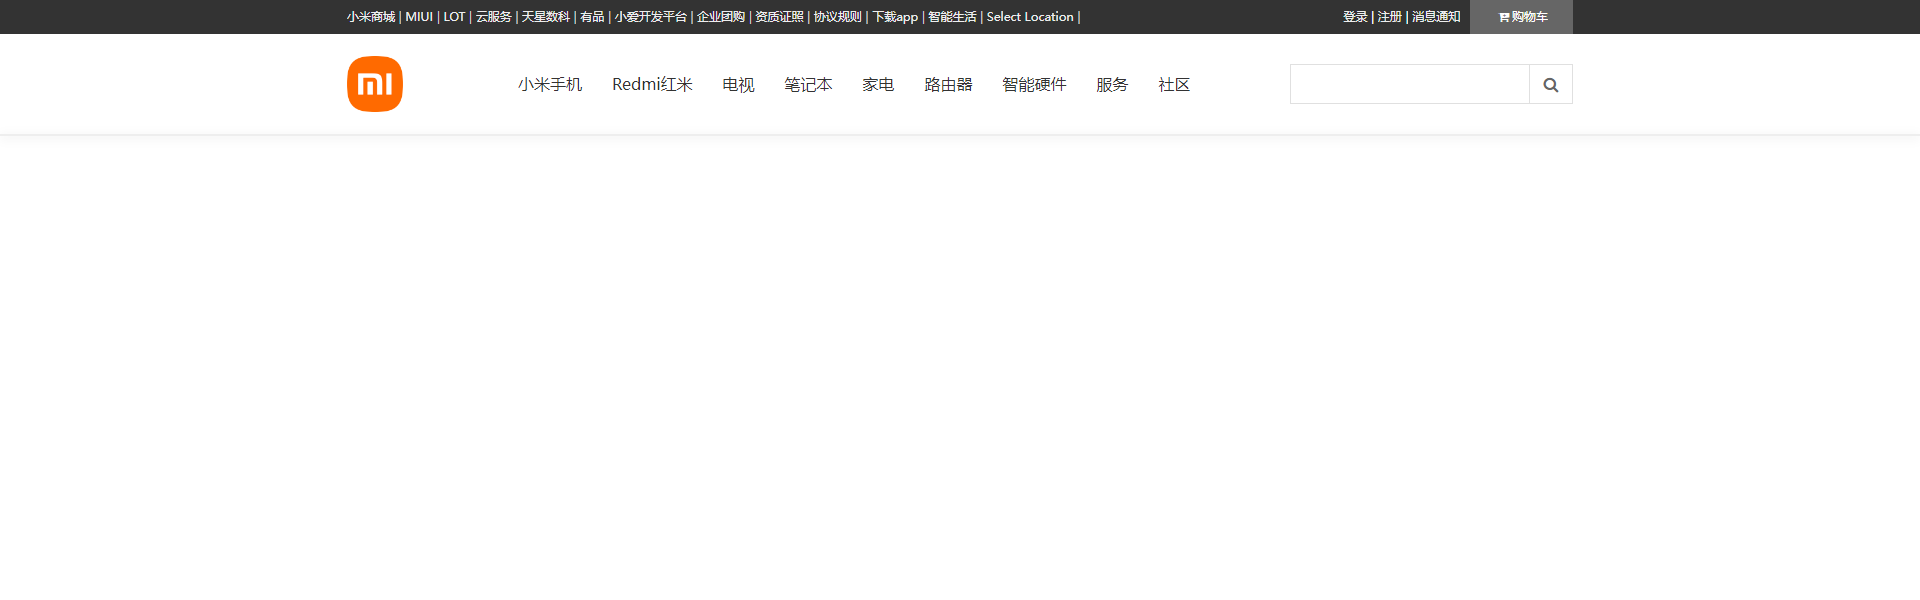 小米商城 | MIUI | LOT | 云服务 | 天星数科 | 有品 | 小爱开发平台 | 企业团购 | 资质证照 | 协议规则 | 下载app | 智能生活 | Select Location |
登录 | 注册 | 消息通知
购物车
mi
小米手机 Redmi红米 电视 笔记本 家电 路由器 智能硬件 服务 社区